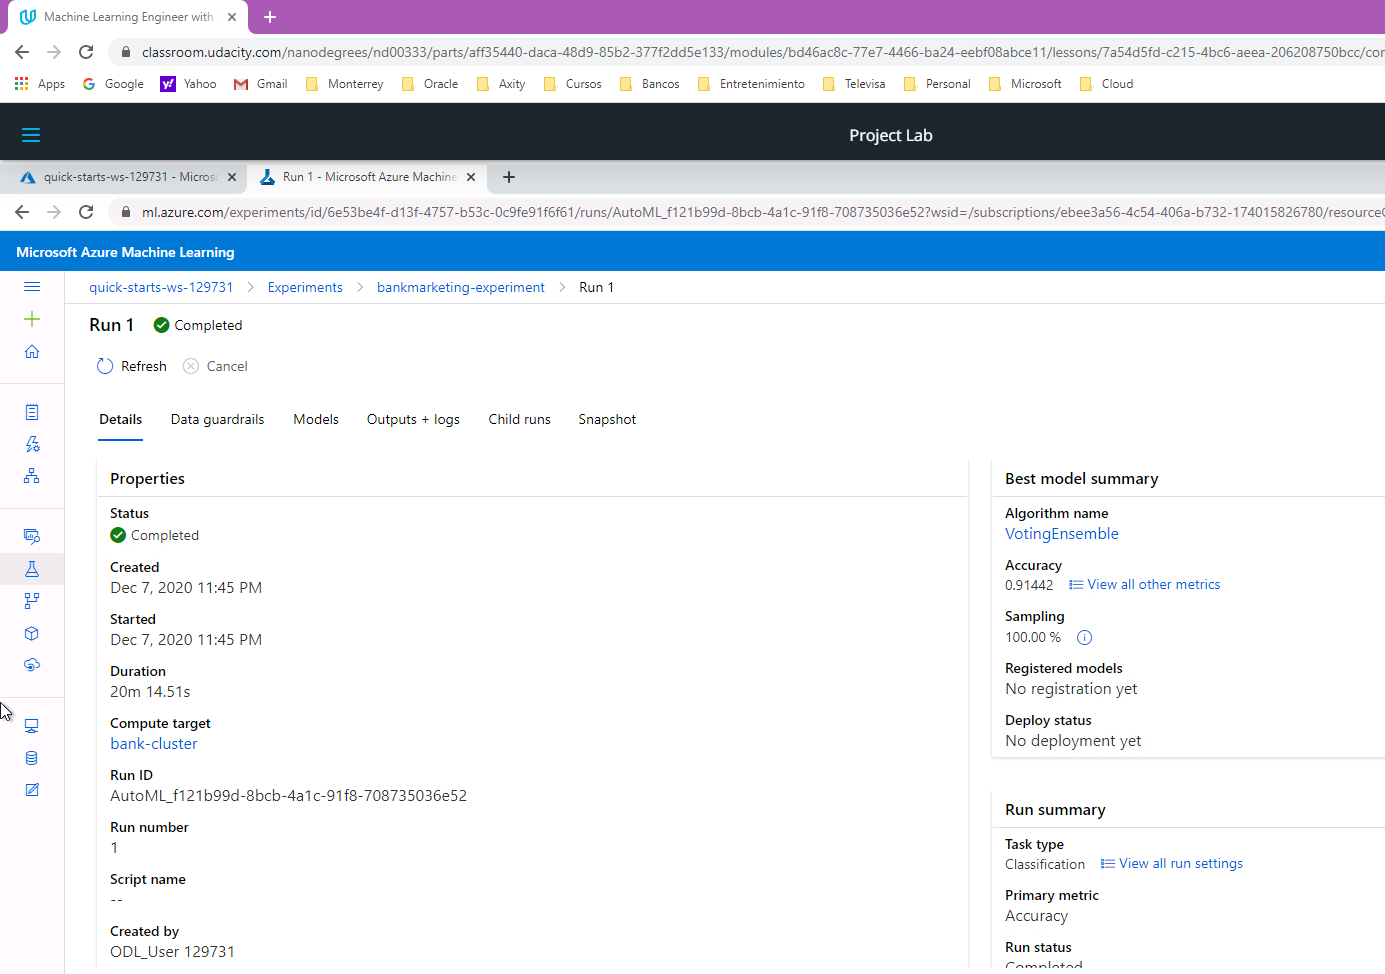 Machine Learning Engineer with
classroom.udacity.com/nanodegrees/nd00333/parts/aff35440-daca-48d9-85b2-377f2dd5e133/modules/bd46ac8c-77e7-4466-ba24-eebf08abce11/lessons/7a54d5fd-c215-4bc6-aeea-206208750bcc/cor
Apps Google Yahoo Gmail Monterrey Oracle Axity Cursos Bancos Entretenimiento Televisa Personal Microsoft Cloud
Project Lab
quick-starts-ws-129731 - Micros Run 1 - Microsoft Azure Machine
ml.azure.com/experiments/id/6e53be4f-d13f-4757-b53c-0c9fe91f6f61/runs/AutoML_f121b99d-8bcb-4a1c-91f8-708735036e52?wsid=/subscriptions/ebee3a56-4c54-406a-b732-174015826780/resource
Microsoft Azure Machine Learning
quick-starts-ws-129731 > Experiments > bankmarketing-experiment > Run 1
Run 1 Completed
Refresh Cancel
Details Data guardrails Models Outputs + logs Child runs Snapshot
Properties
Status
Completed
Created
Dec 7, 2020 11:45 PM
Started
Dec 7, 2020 11:45 PM
Duration
20m 14.51s
Compute target
bank-cluster
Run ID
AutoML_f121b99d-8bcb-4a1c-91f8-708735036e52
Run number
1
Script name
--
Created by
ODL_User 129731
Best model summary
Algorithm name
VotingEnsemble
Accuracy
0.91442 View all other metrics
Sampling
100.00 %
Registered models
No registration yet
Deploy status
No deployment yet
Run summary
Task type
Classification View all run settings
Primary metric
Accuracy
Run status
Completed